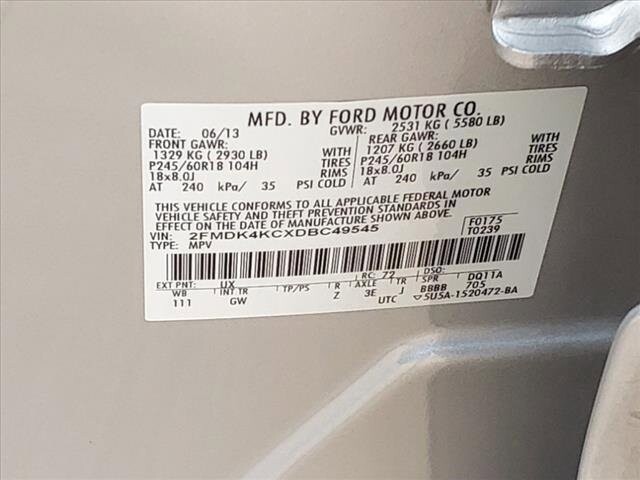 MFD. BY FORD MOTOR CO.
DATE: 06/13 GVWR: 2531 KG ( 5580 LB)
FRONT GAWR: REAR GAWR:
1329 KG ( 2930 LB) WITH 1207 KG ( 2660 LB) WITH
P245/60R18 104H TIRES P245/60R18 104H TIRES
18x8.0J RIMS 18x8.0J RIMS
AT 240 kPa/ 35 PSI COLD AT 240 kPa/ 35 PSI COLD
THIS VEHICLE CONFORMS TO ALL APPLICABLE FEDERAL MOTOR
VEHICLE SAFETY AND THEFT PREVENTION STANDARDS IN
EFFECT ON THE DATE OF MANUFACTURE SHOWN ABOVE.
VIN: 2FMDK4KCXDBC49545 F0175
TYPE: MPV T0239
EXT PNT: UX RC: 72 DSO:
WB INT TR TP/PS R AXLE TR SPR DQ11A
111 GW Z 3E J BBBB 705
UTC 5U5A-1520472-BA